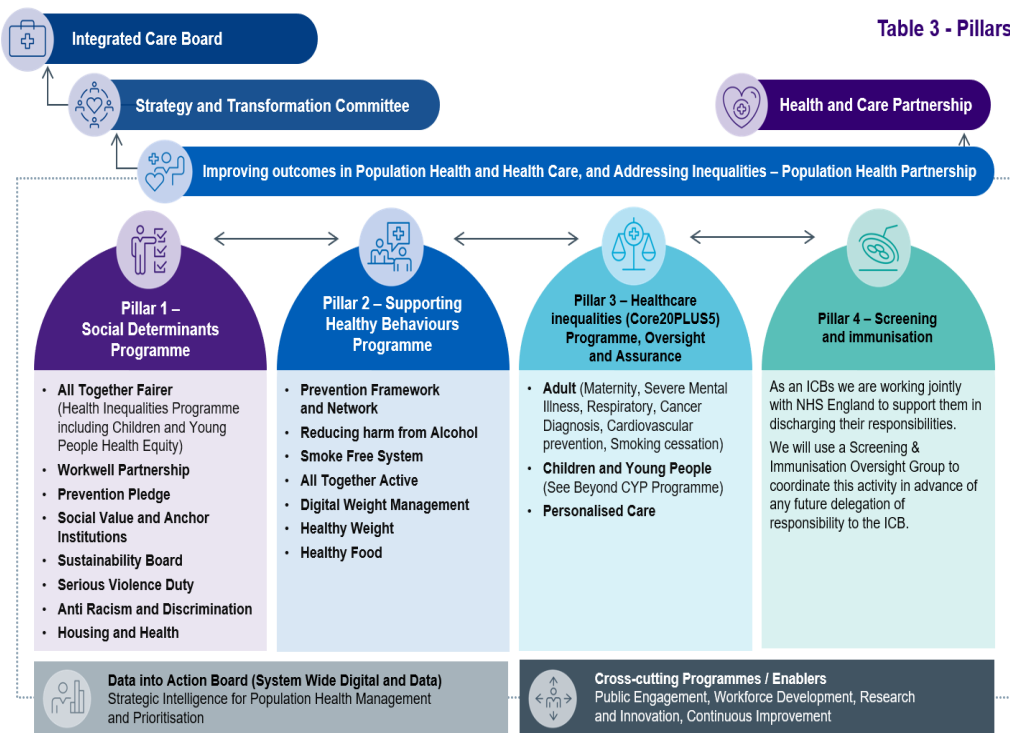 Table 3 - Pillars
Integrated Care Board
Strategy and Transformation Committee
Health and Care Partnership
Improving outcomes in Population Health and Health Care, and Addressing Inequalities – Population Health Partnership
Pillar 1 –
Social Determinants
Programme
• All Together Fairer
(Health Inequalities Programme
including Children and Young
People Health Equity)
• Workwell Partnership
• Prevention Pledge
• Social Value and Anchor
Institutions
• Sustainability Board
• Serious Violence Duty
• Anti Racism and Discrimination
• Housing and Health
Pillar 2 – Supporting
Healthy Behaviours
Programme
• Prevention Framework
and Network
• Reducing harm from Alcohol
• Smoke Free System
• All Together Active
• Digital Weight Management
• Healthy Weight
• Healthy Food
Pillar 3 – Healthcare
inequalities (Core20PLUS5)
Programme, Oversight
and Assurance
• Adult (Maternity, Severe Mental
Illness, Respiratory, Cancer
Diagnosis, Cardiovascular
prevention, Smoking cessation)
• Children and Young People
(See Beyond CYP Programme)
• Personalised Care
Pillar 4 – Screening
and immunisation
As an ICBs we are working jointly
with NHS England to support them in
discharging their responsibilities.
We will use a Screening &
Immunisation Oversight Group to
coordinate this activity in advance of
any future delegation of
responsibility to the ICB.
Data into Action Board (System Wide Digital and Data)
Strategic Intelligence for Population Health Management
and Prioritisation
Cross-cutting Programmes / Enablers
Public Engagement, Workforce Development, Research
and Innovation, Continuous Improvement